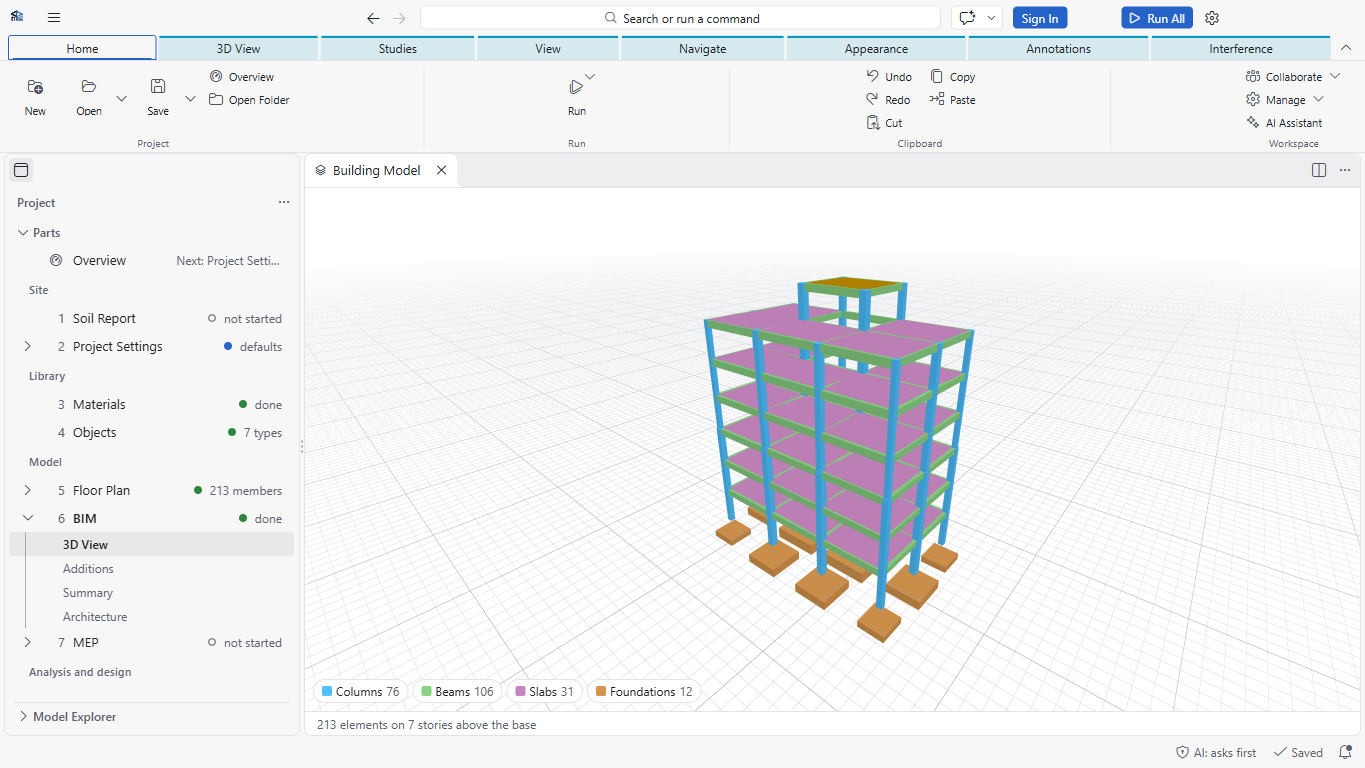 Search or run a command
Sign In
Run All
Home
3D View
Studies
View
Navigate
Appearance
Annotations
Interference
New
Open
Save
Overview
Open Folder
Project
Run
Run
Undo
Copy
Redo
Paste
Cut
Clipboard
Collaborate
Manage
AI Assistant
Workspace
Building Model
Project
Parts
Overview Next: Project Setti...
Site
1 Soil Report not started
2 Project Settings defaults
Library
3 Materials done
4 Objects 7 types
Model
5 Floor Plan 213 members
6 BIM done
3D View
Additions
Summary
Architecture
7 MEP not started
Analysis and design
Model Explorer
Columns 76
Beams 106
Slabs 31
Foundations 12
213 elements on 7 stories above the base
AI: asks first
Saved